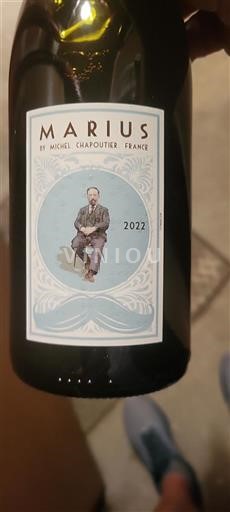 MARIUS
BY MICHEL CHAPOUTIER. FRANCE
2022
VINIOU